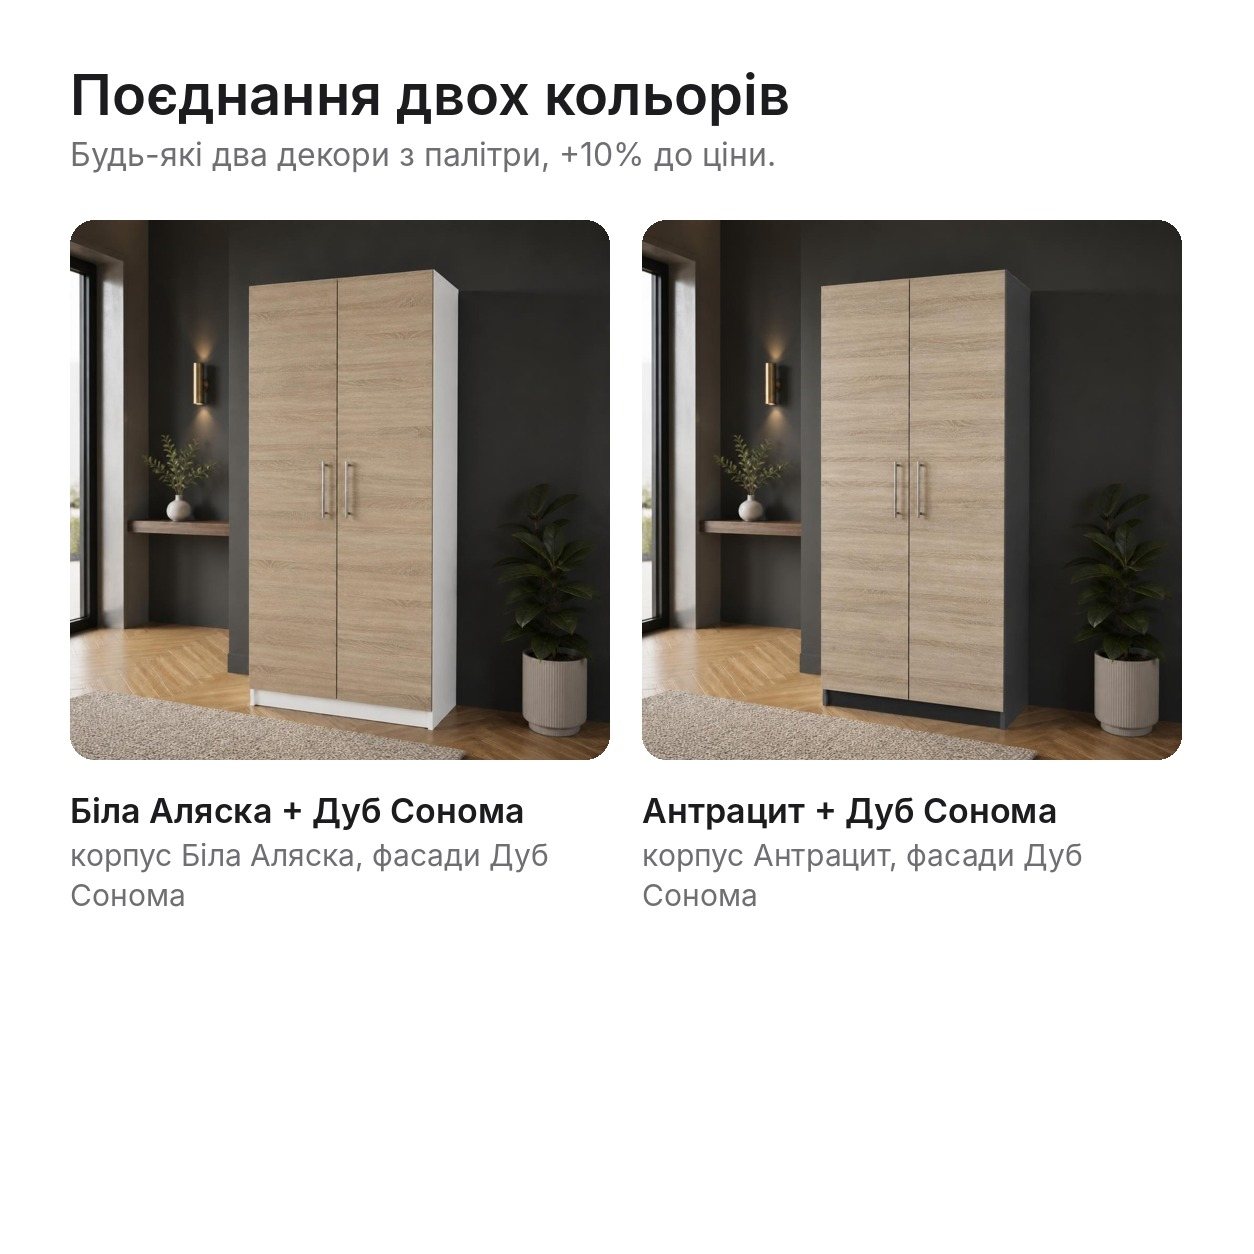 Поєднання двох кольорів
Будь-які два декори з палітри, +10% до ціни.
Біла Аляска + Дуб Сонома
корпус Біла Аляска, фасади Дуб
Сонома
Антрацит + Дуб Сонома
корпус Антрацит, фасади Дуб
Сонома